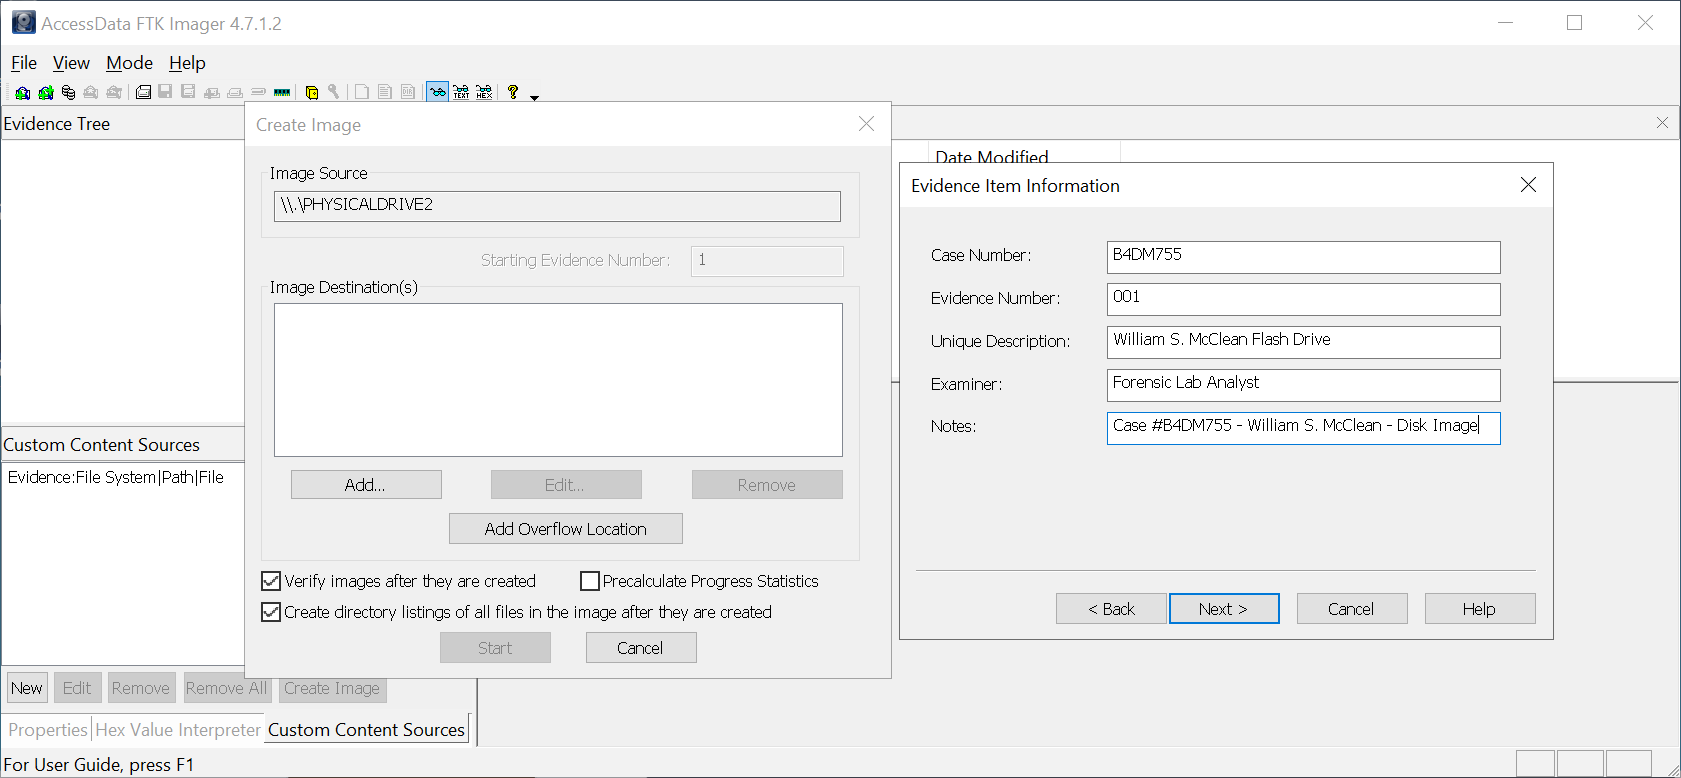 AccessData FTK Imager 4.7.1.2
File View Mode Help
TEXT HEX
Evidence Tree
Date Modified
Create Image
Image Source
\\.\PHYSICALDRIVE2
Starting Evidence Number: 1
Image Destination(s)
Add... Edit... Remove
Add Overflow Location
Verify images after they are created Precalculate Progress Statistics
Create directory listings of all files in the image after they are created
Start Cancel
Evidence Item Information
Case Number: B4DM755
Evidence Number: 001
Unique Description: William S. McClean Flash Drive
Examiner: Forensic Lab Analyst
Notes: Case #B4DM755 - William S. McClean - Disk Image
< Back Next > Cancel Help
Custom Content Sources
Evidence:File System|Path|File
New Edit Remove Remove All Create Image
Properties Hex Value Interpreter Custom Content Sources
For User Guide, press F1